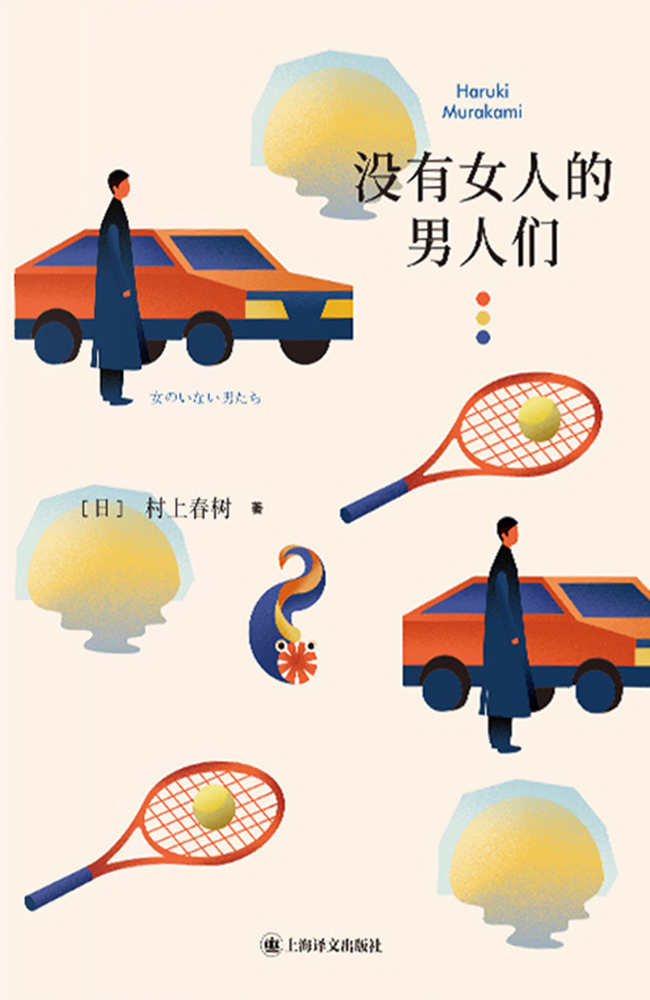 Haruki
Murakami
没有女人的
男人们
女のいない男たち
［日］ 村上春树 著
上海译文出版社